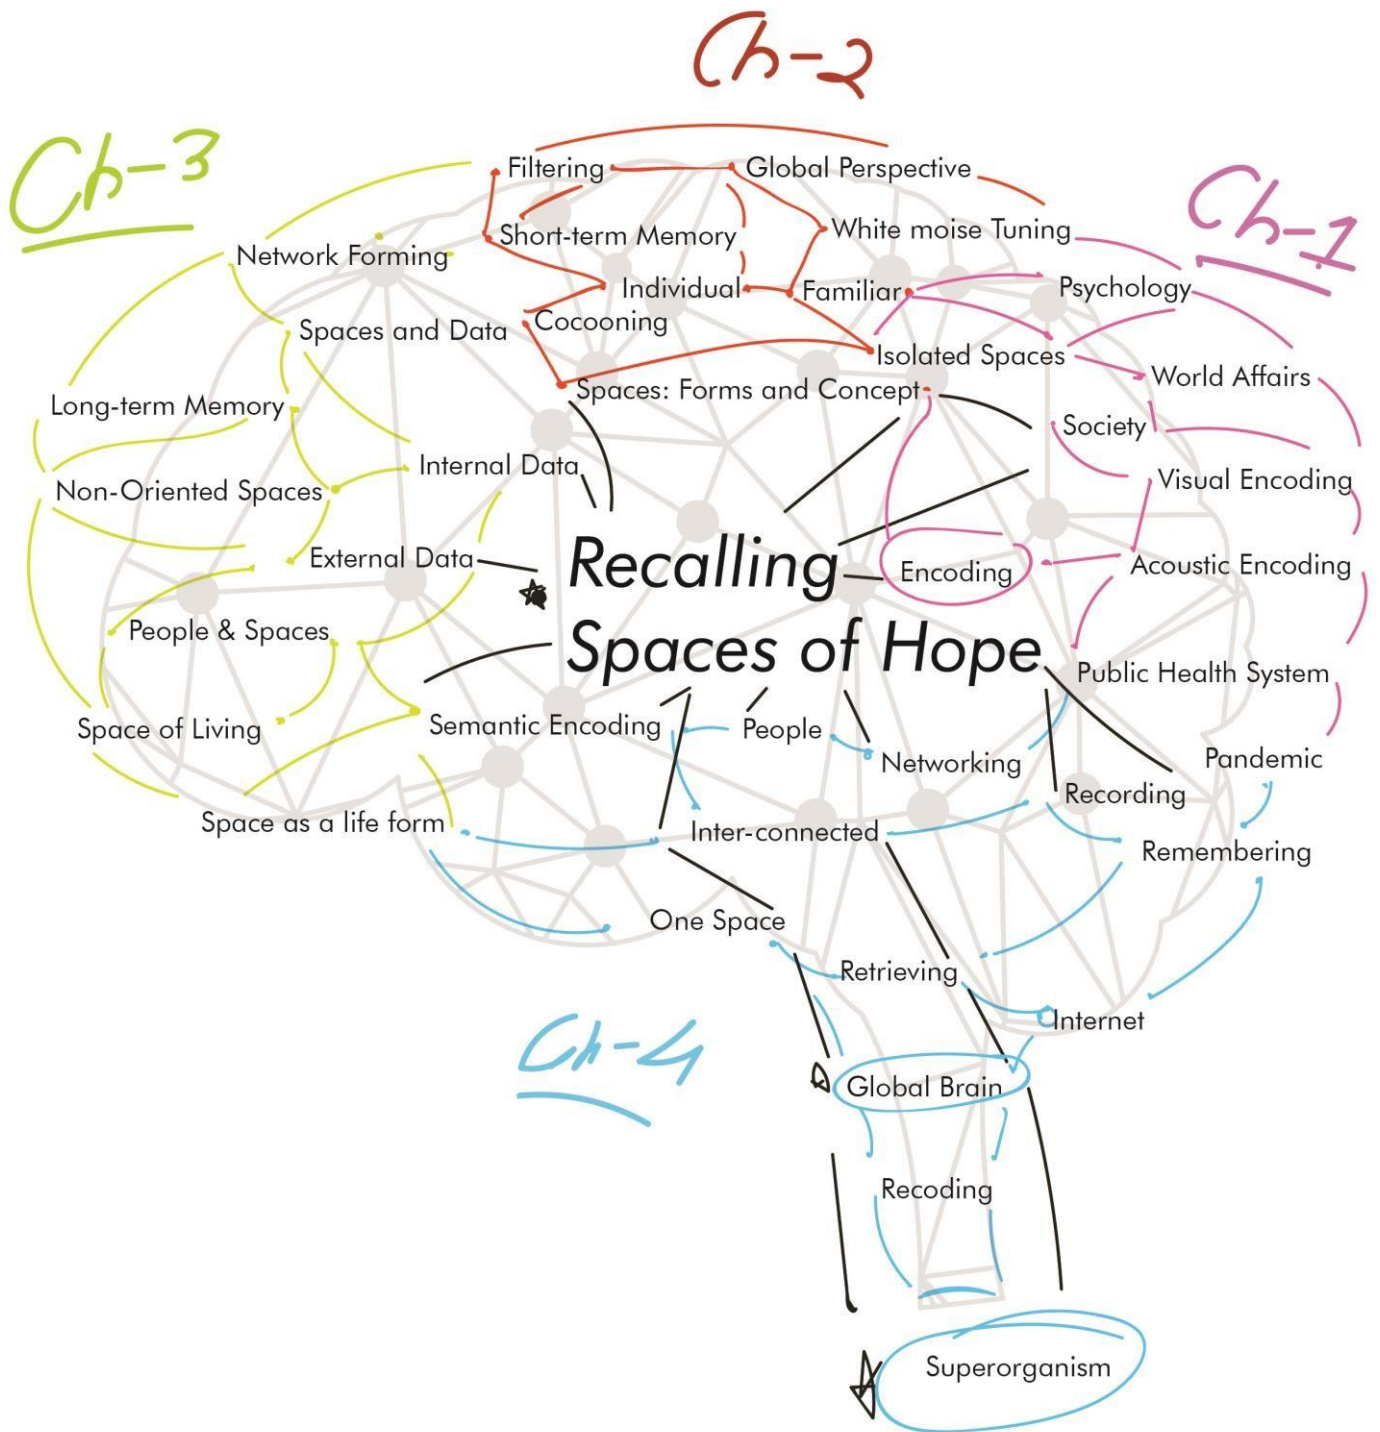 Ch-2
Ch-3
Ch-1
Filtering
Global Perspective
Short-term Memory
White moise Tuning
Network Forming
Individual
Familiar
Psychology
Spaces and Data
Cocooning
Isolated Spaces
World Affairs
Spaces: Forms and Concept
Long-term Memory
Society
Internal Data
Visual Encoding
Non-Oriented Spaces
External Data
Recalling
Spaces of Hope
Encoding
Acoustic Encoding
People & Spaces
Public Health System
Space of Living
Semantic Encoding
People
Networking
Pandemic
Recording
Space as a life form
Inter-connected
Remembering
One Space
Retrieving
Internet
Ch-4
Global Brain
Recoding
Superorganism